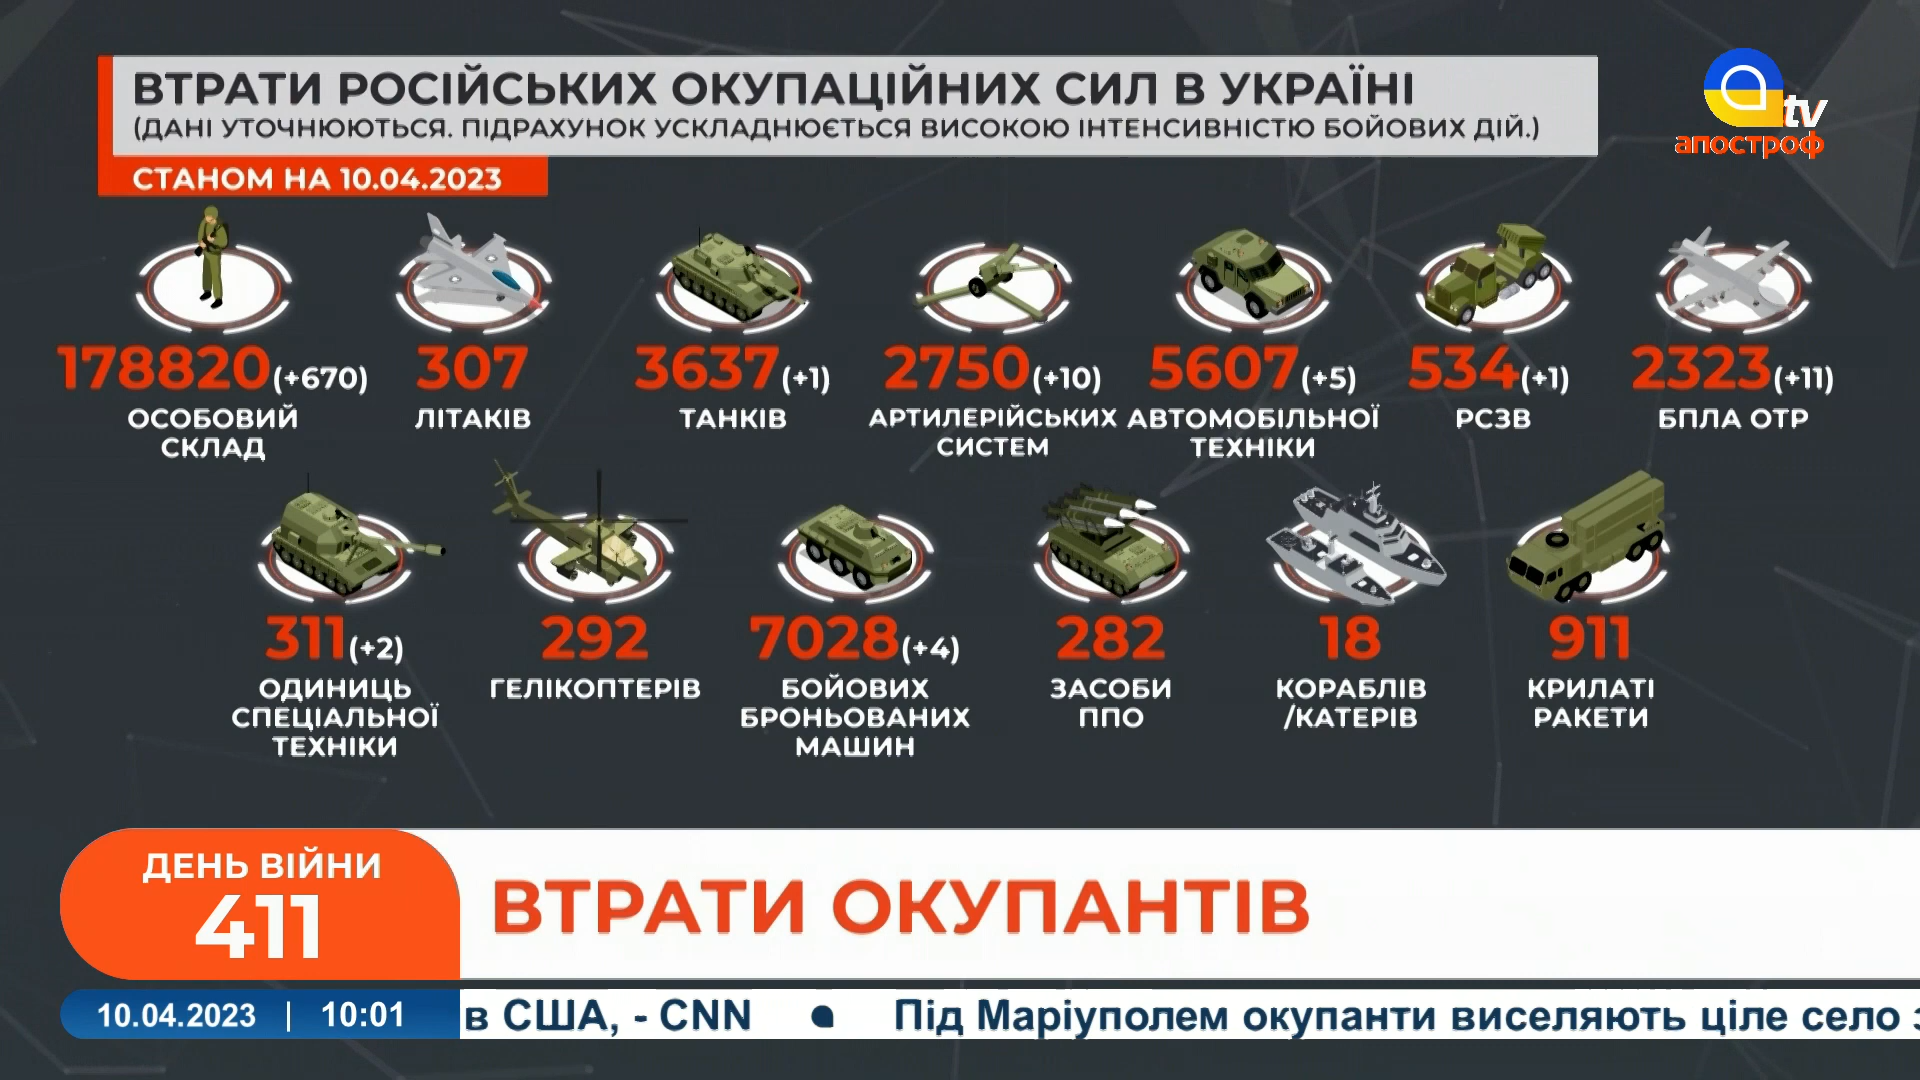 ВТРАТИ РОСІЙСЬКИХ ОКУПАЦІЙНИХ СИЛ В УКРАЇНІ
(ДАНІ УТОЧНЮЮТЬСЯ. ПІДРАХУНОК УСКЛАДНЮЄТЬСЯ ВИСОКОЮ ІНТЕНСИВНІСТЮ БОЙОВИХ ДІЙ.)
СТАНОМ НА 10.04.2023
tv
апостроф
178820(+670)
ОСОБОВИЙ
СКЛАД
307
ЛІТАКІВ
3637(+1)
ТАНКІВ
2750(+10)
АРТИЛЕРІЙСЬКИХ
СИСТЕМ
5607(+5)
АВТОМОБІЛЬНОЇ
ТЕХНІКИ
534(+1)
РСЗВ
2323(+11)
БПЛА ОТР
311(+2)
ОДИНИЦЬ
СПЕЦІАЛЬНОЇ
ТЕХНІКИ
292
ГЕЛІКОПТЕРІВ
7028(+4)
БОЙОВИХ
БРОНЬОВАНИХ
МАШИН
282
ЗАСОБИ
ППО
18
КОРАБЛІВ
/КАТЕРІВ
911
КРИЛАТІ
РАКЕТИ
ДЕНЬ ВІЙНИ
411
ВТРАТИ ОКУПАНТІВ
10.04.2023 | 10:01
в США, - CNN ● Під Маріуполем окупанти виселяють ціле село